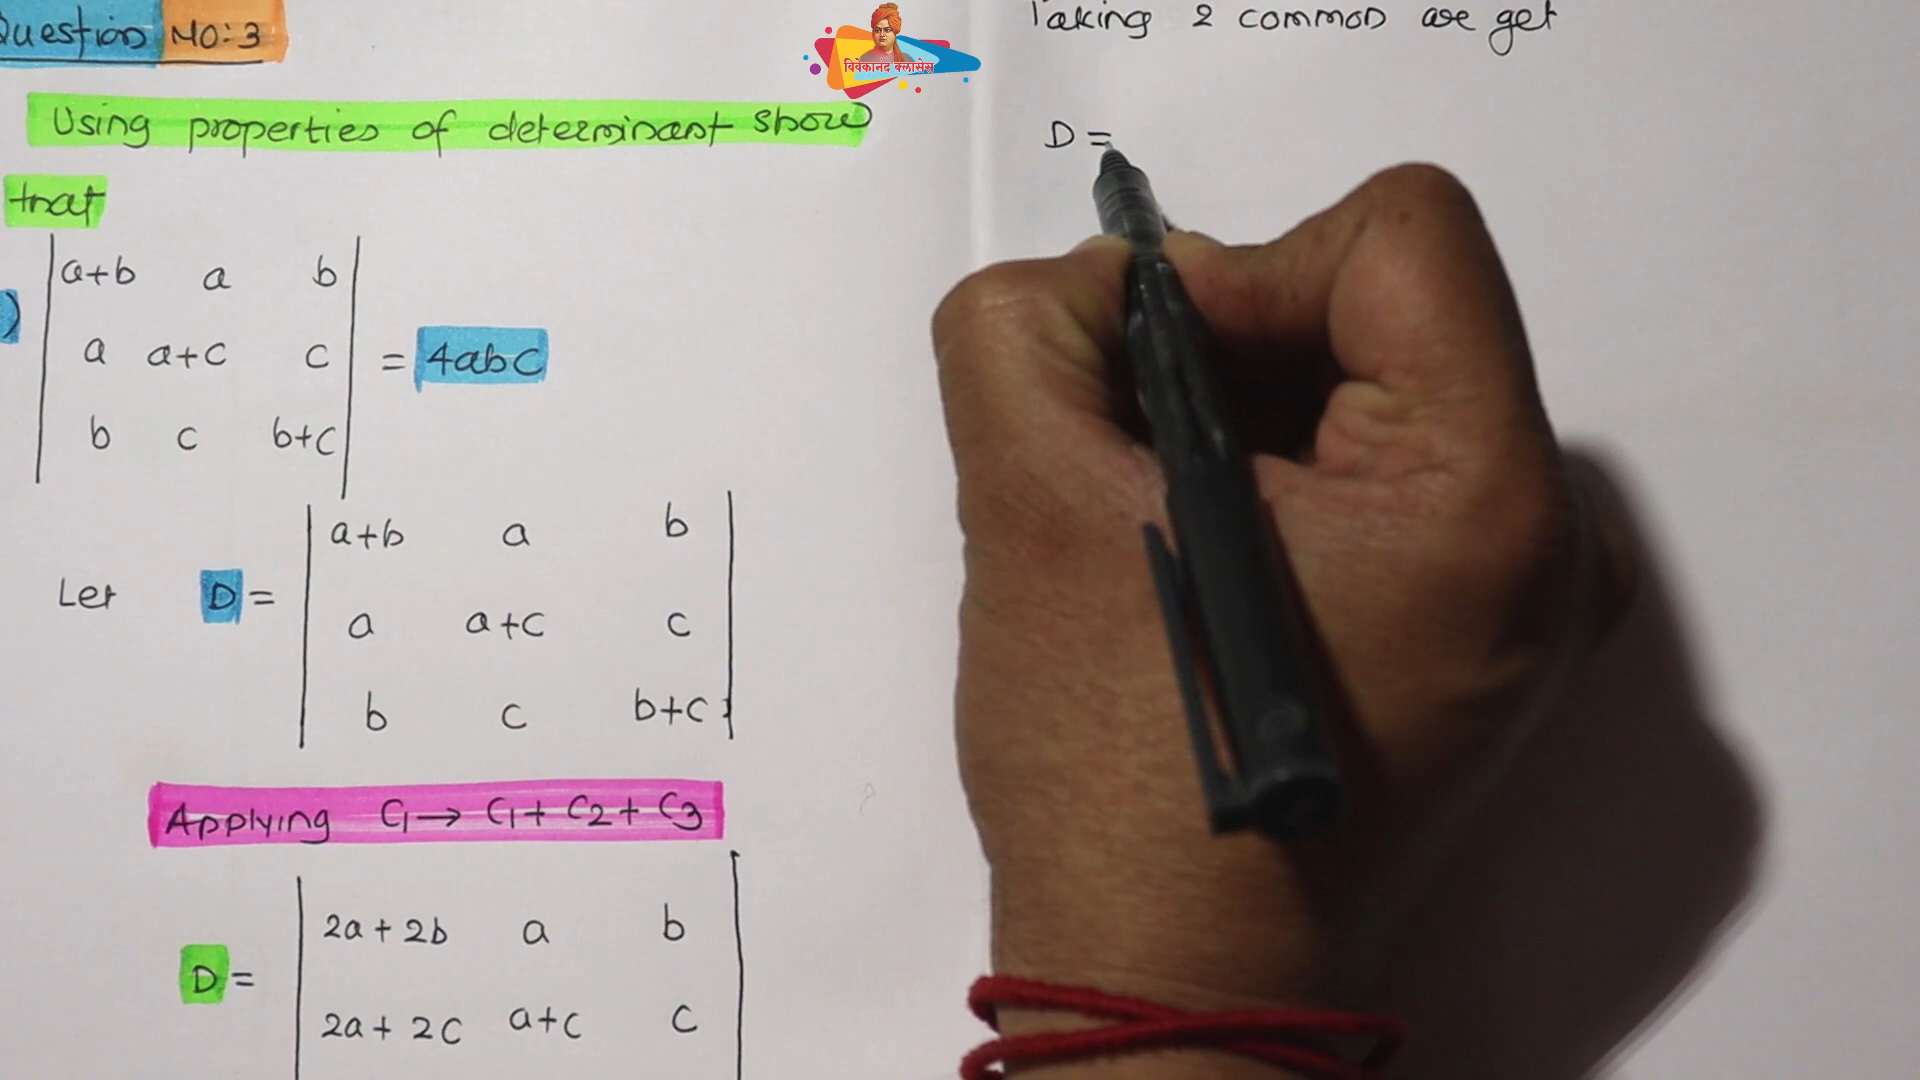 Question NO:3
Using properties of determinant show
that
) | a+b a b |
| a a+c c | = 4abc
| b c b+c |
| a+b a b |
Let D = | a a+c c |
| b c b+c |
Applying C1 → C1 + C2 + C3
| 2a + 2b a b |
D =
| 2a + 2c a+c c |
विवेकानंद क्लासेस
Taking 2 common are get
D =